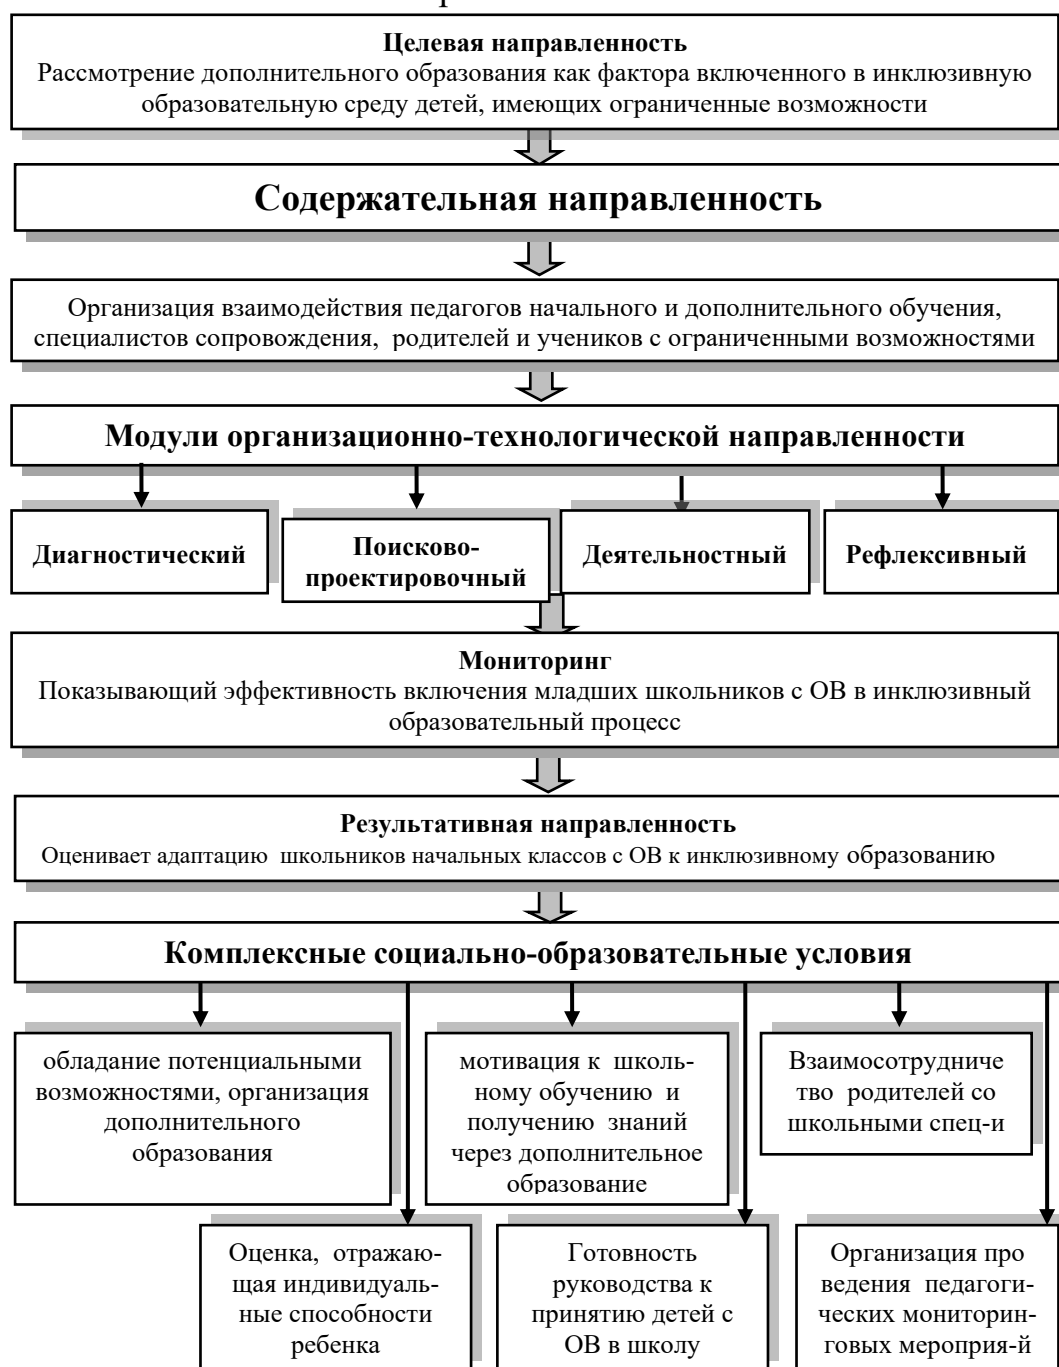 Целевая направленность
Рассмотрение дополнительного образования как фактора включенного в инклюзивную
образовательную среду детей, имеющих ограниченные возможности
Содержательная направленность
Организация взаимодействия педагогов начального и дополнительного обучения,
специалистов сопровождения, родителей и учеников с ограниченными возможностями
Модули организационно-технологической направленности
Диагностический
Поисково-
проектировочный
Деятельностный
Рефлексивный
Мониторинг
Показывающий эффективность включения младших школьников с ОВ в инклюзивный
образовательный процесс
Результативная направленность
Оценивает адаптацию школьников начальных классов с ОВ к инклюзивному образованию
Комплексные социально-образовательные условия
обладание потенциальными
возможностями, организация
дополнительного
образования
мотивация к школь-
ному обучению и
получению знаний
через дополнительное
образование
Взаимосотрудниче
тво родителей со
школьными спец-и
Оценка, отражаю-
щая индивидуаль-
ные способности
ребенка
Готовность
руководства к
принятию детей с
ОВ в школу
Организация про
ведения педагоги-
ческих мониторин-
говых мероприя-й